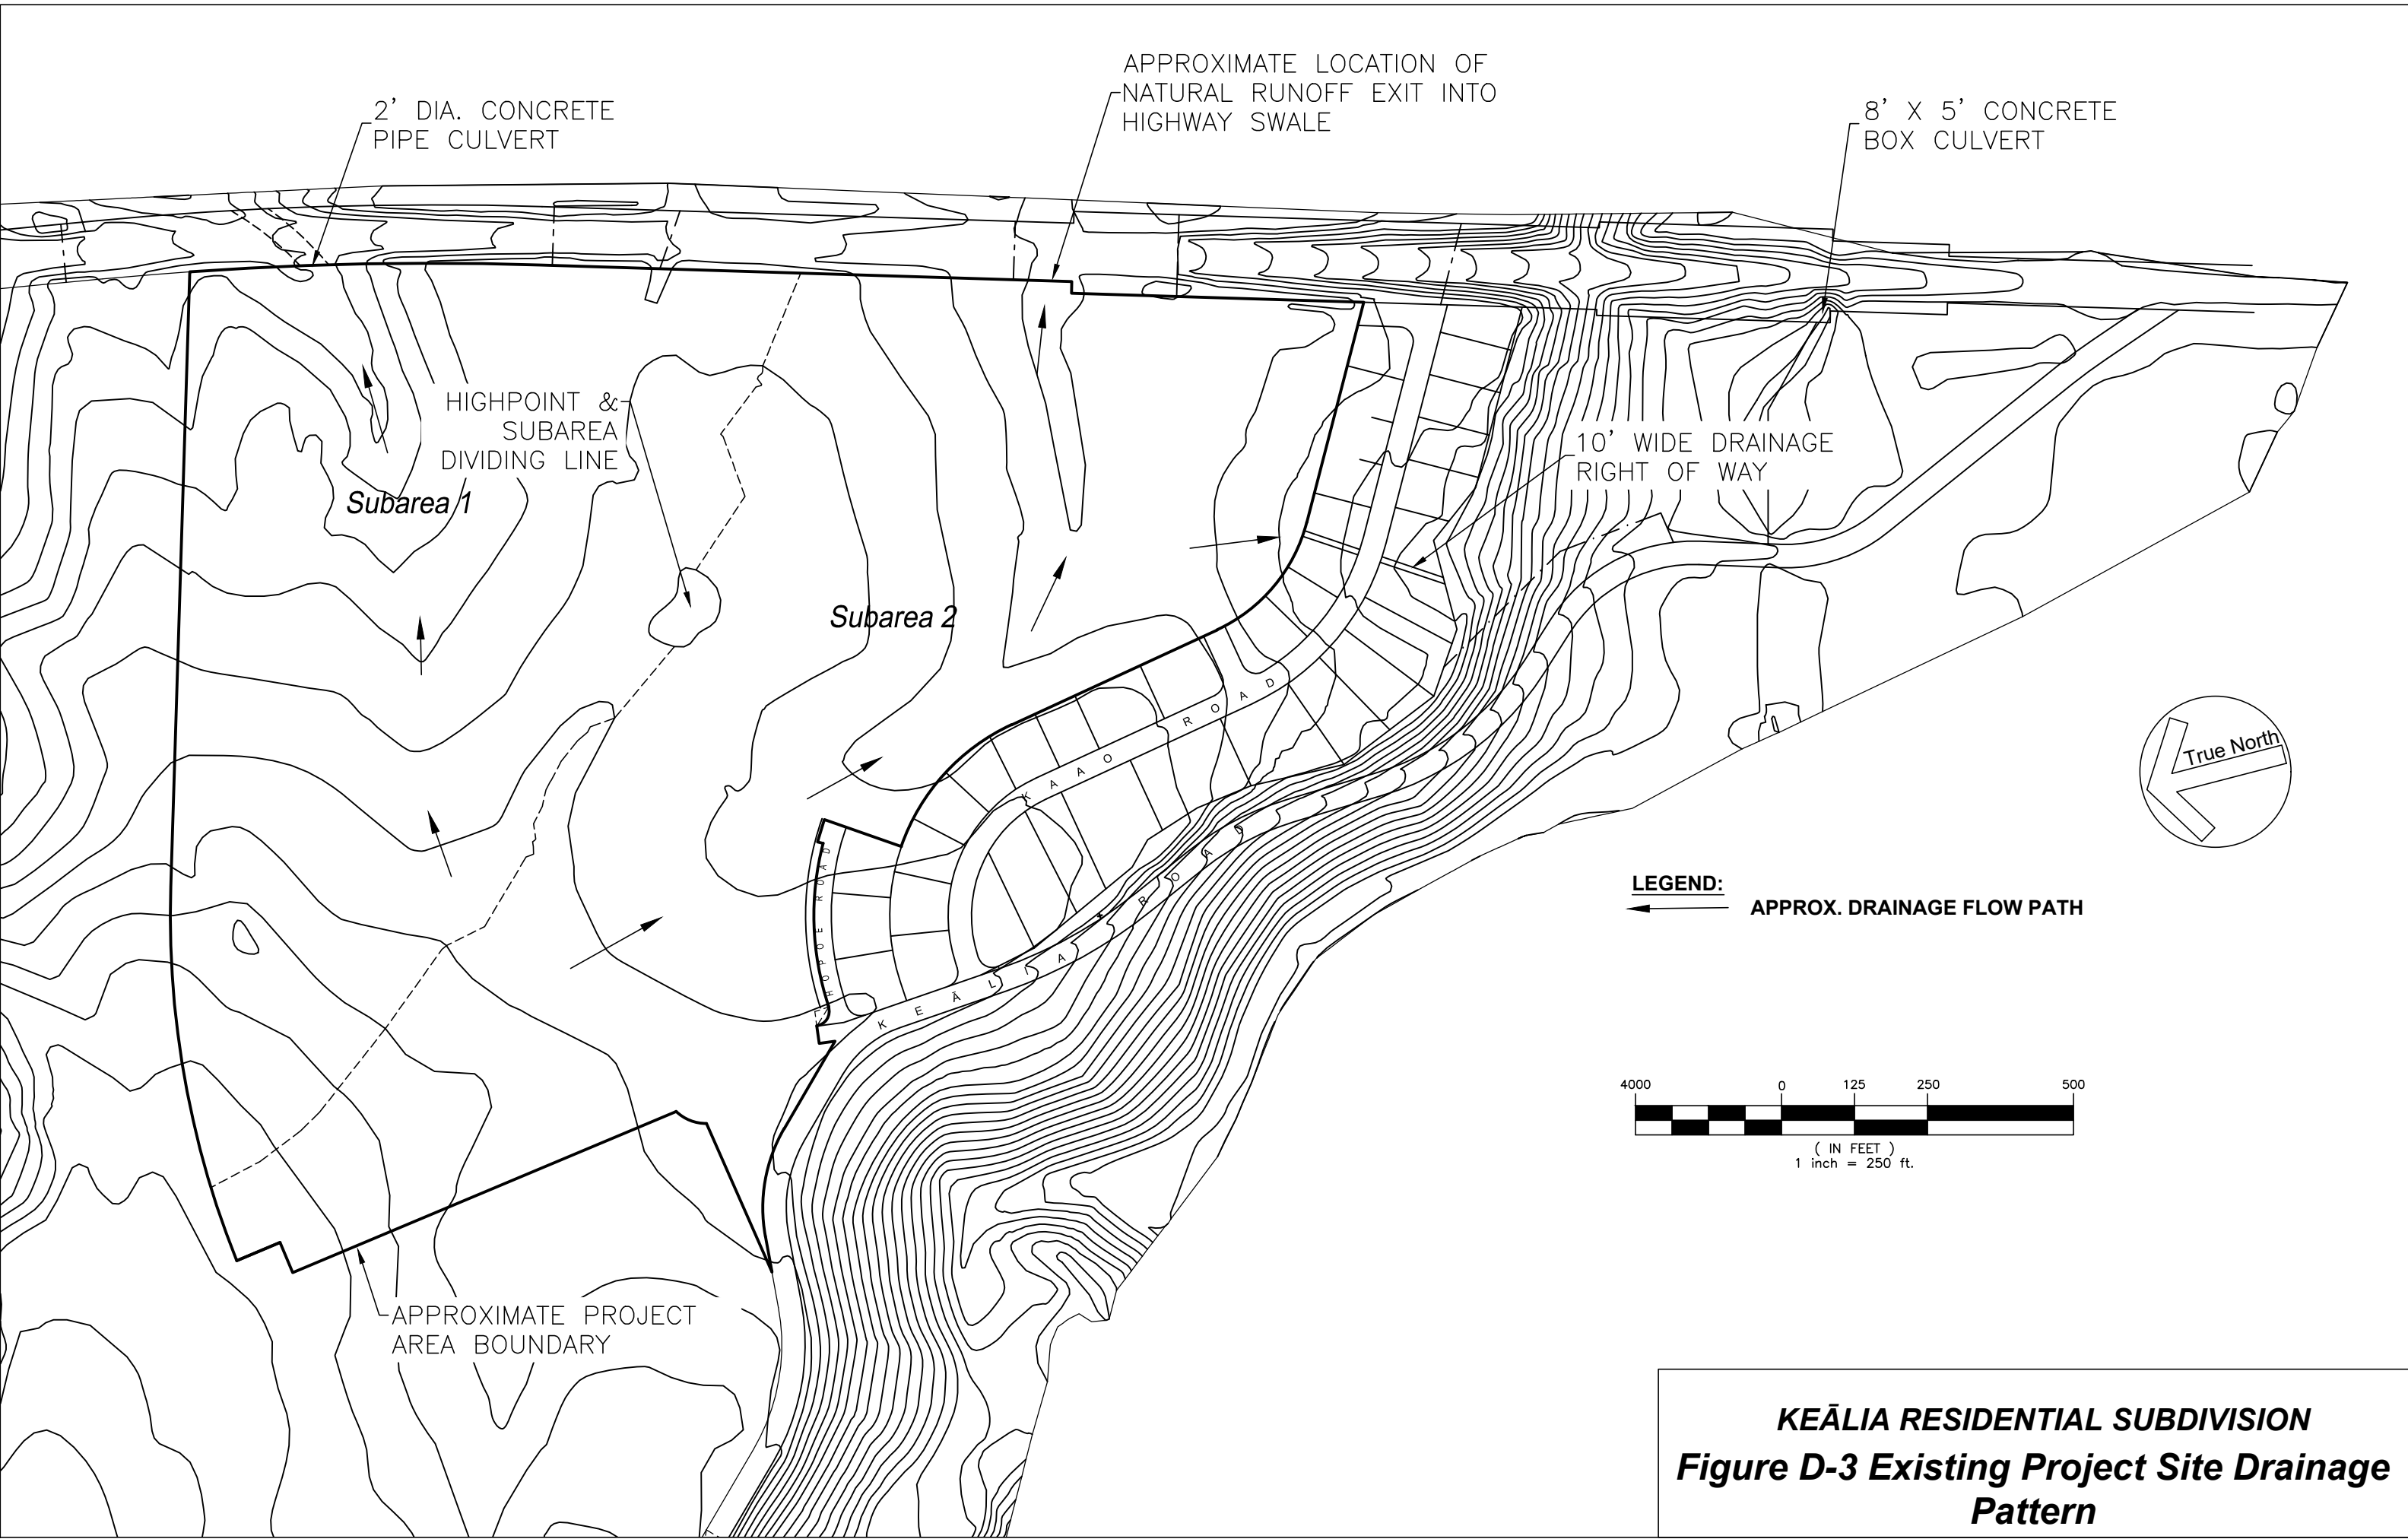 APPROXIMATE LOCATION OF
NATURAL RUNOFF EXIT INTO
HIGHWAY SWALE
2' DIA. CONCRETE
PIPE CULVERT
8' X 5' CONCRETE
BOX CULVERT
HIGHPOINT &
SUBAREA
DIVIDING LINE
10' WIDE DRAINAGE
RIGHT OF WAY
Subarea 1
Subarea 2
KAAO ROAD
HOPOE ROAD
KEĀLIA ROAD
True North
LEGEND:
APPROX. DRAINAGE FLOW PATH
4000 0 125 250 500
( IN FEET )
1 inch = 250 ft.
APPROXIMATE PROJECT
AREA BOUNDARY
KEĀLIA RESIDENTIAL SUBDIVISION
Figure D-3 Existing Project Site Drainage
Pattern